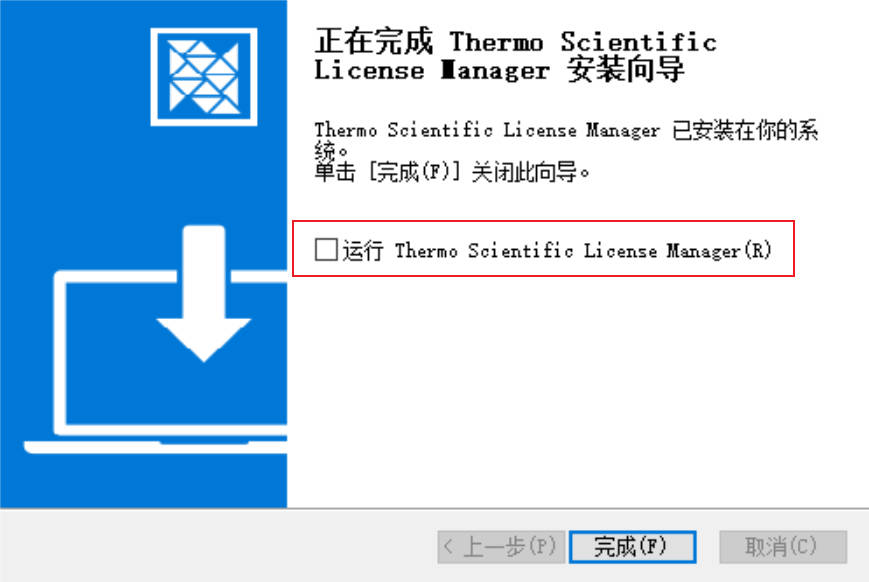 正在完成 Thermo Scientific
License Manager 安装向导
Thermo Scientific License Manager 已安装在你的系
统。
单击 [完成(F)] 关闭此向导。
运行 Thermo Scientific License Manager(R)
< 上一步(P) 完成(F) 取消(C)